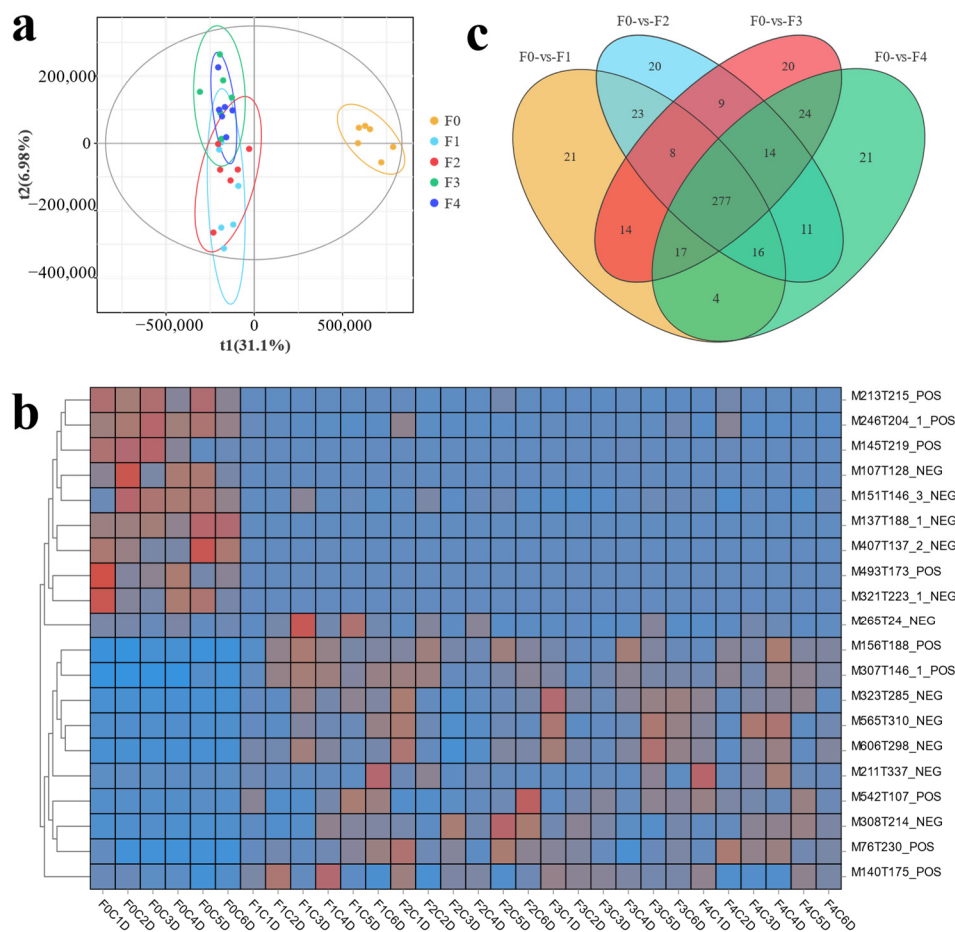 a
t2(6.98%)
200,000
0
−200,000
−400,000
−500,000
0
500,000
t1(31.1%)
F0
F1
F2
F3
F4
c
F0-vs-F1
F0-vs-F2
F0-vs-F3
F0-vs-F4
20
20
23
9
24
21
8
14
21
277
14
17
16
11
4
b
M213T215_POS
M246T204_1_POS
M145T219_POS
M107T128_NEG
M151T146_3_NEG
M137T188_1_NEG
M407T137_2_NEG
M493T173_POS
M321T223_1_NEG
M265T24_NEG
M156T188_POS
M307T146_1_POS
M323T285_NEG
M565T310_NEG
M606T298_NEG
M211T337_NEG
M542T107_POS
M308T214_NEG
M76T230_POS
M140T175_POS
F0C1D
F0C2D
F0C3D
F0C4D
F0C5D
F0C6D
F1C1D
F1C2D
F1C3D
F1C4D
F1C5D
F1C6D
F2C1D
F2C2D
F2C3D
F2C4D
F2C5D
F2C6D
F3C1D
F3C2D
F3C3D
F3C4D
F3C5D
F3C6D
F4C1D
F4C2D
F4C3D
F4C4D
F4C5D
F4C6D